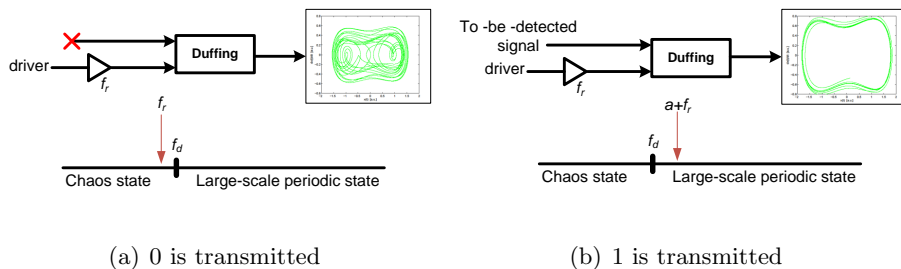 driver
f_r
Duffing
f_r
f_d
Chaos state
Large-scale periodic state
(a) 0 is transmitted
To -be -detected
signal
driver
f_r
Duffing
a+f_r
f_d
Chaos state
Large-scale periodic state
(b) 1 is transmitted